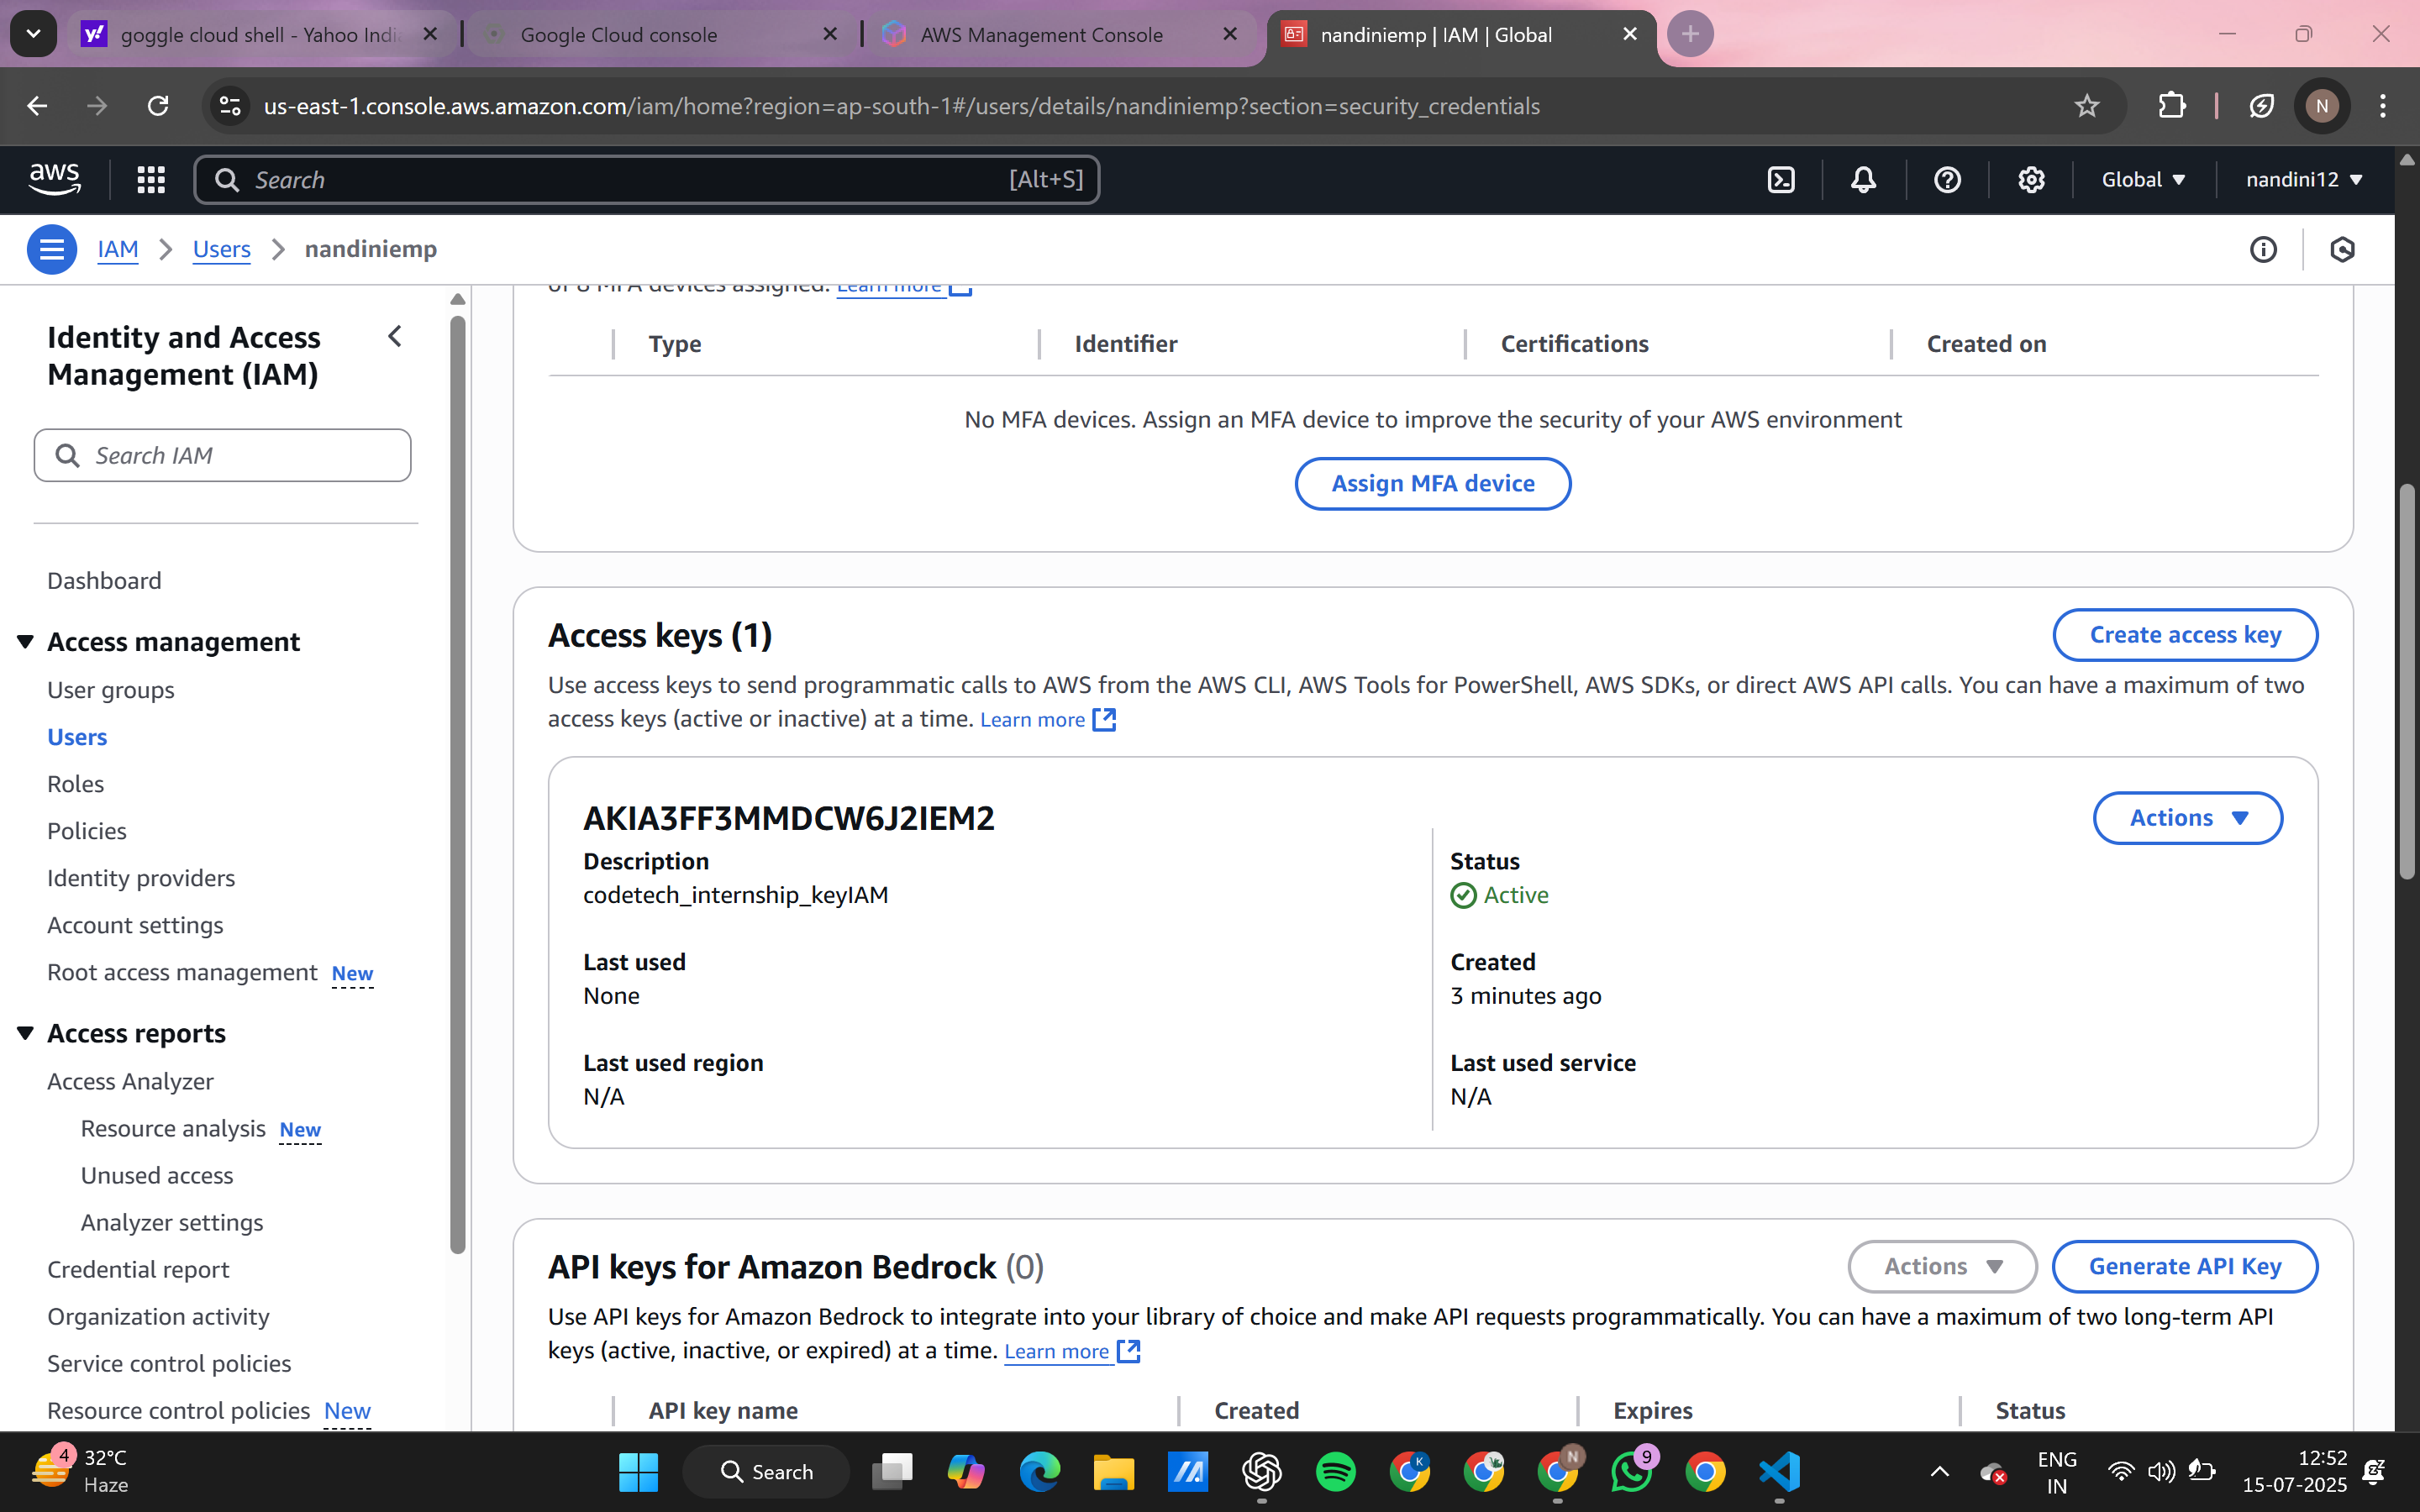 goggle cloud shell - Yahoo Indi
Google Cloud console
AWS Management Console
nandiniemp | IAM | Global
us-east-1.console.aws.amazon.com/iam/home?region=ap-south-1#/users/details/nandiniemp?section=security_credentials
N
aws
Search
[Alt+S]
Global
nandini12
IAM
Users
nandiniemp
of 8 MFA devices assigned. Learn more
Identity and Access
Management (IAM)
Search IAM
Dashboard
Access management
User groups
Users
Roles
Policies
Identity providers
Account settings
Root access management New
Access reports
Access Analyzer
Resource analysis New
Unused access
Analyzer settings
Credential report
Organization activity
Service control policies
Resource control policies New
Type
Identifier
Certifications
Created on
No MFA devices. Assign an MFA device to improve the security of your AWS environment
Assign MFA device
Access keys (1)
Create access key
Use access keys to send programmatic calls to AWS from the AWS CLI, AWS Tools for PowerShell, AWS SDKs, or direct AWS API calls. You can have a maximum of two
access keys (active or inactive) at a time. Learn more
AKIA3FF3MMDCW6J2IEM2
Actions
Description
codetech_internship_keyIAM
Status
Active
Last used
None
Created
3 minutes ago
Last used region
N/A
Last used service
N/A
API keys for Amazon Bedrock (0)
Actions
Generate API Key
Use API keys for Amazon Bedrock to integrate into your library of choice and make API requests programmatically. You can have a maximum of two long-term API
keys (active, inactive, or expired) at a time. Learn more
API key name
Created
Expires
Status
4
32°C
Haze
Search
K
N
9
ENG
IN
12:52
15-07-2025